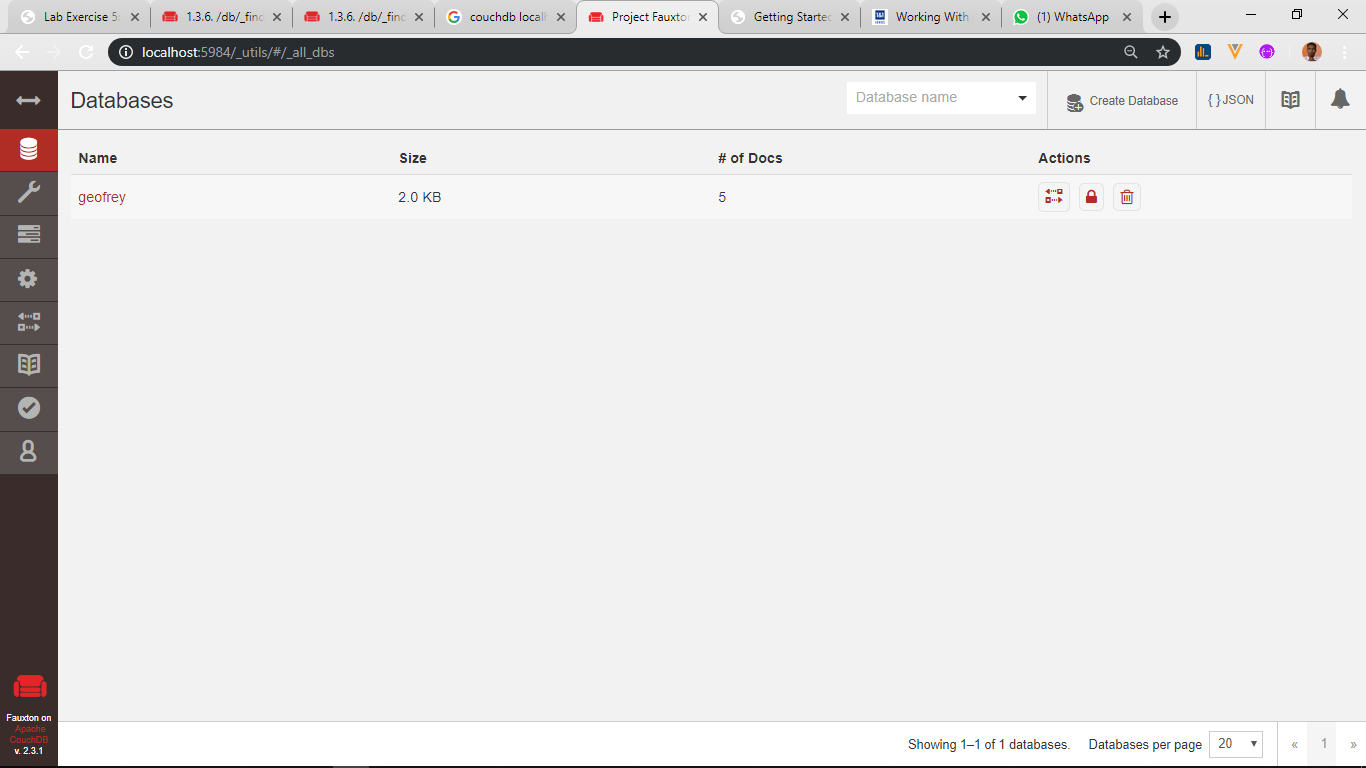 Lab Exercise 5: 1.3.6. /db/_find 1.3.6. /db/_find couchdb localh Project Fauxton Getting Started Working With (1) WhatsApp
localhost:5984/_utils/#/_all_dbs
Databases
Database name
Create Database
{ } JSON
Name Size # of Docs Actions
geofrey 2.0 KB 5
Fauxton on
Apache
CouchDB
v. 2.3.1
Showing 1–1 of 1 databases. Databases per page 20 « 1 »